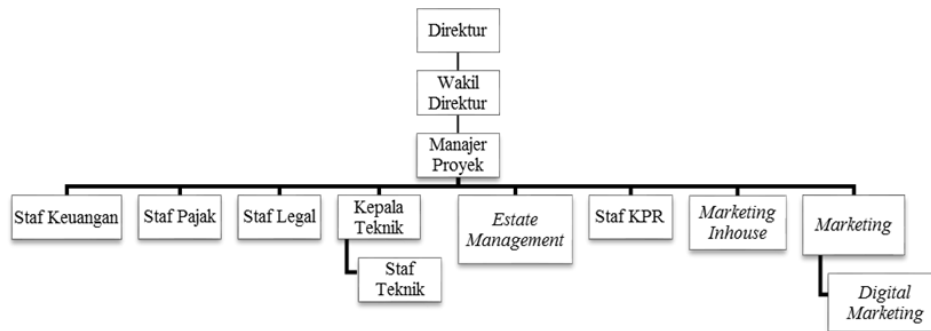 Direktur
Wakil
Direktur
Manajer
Proyek
Staf Keuangan
Staf Pajak
Staf Legal
Kepala
Teknik
Estate
Management
Staf KPR
Marketing
Inhouse
Marketing
Staf
Teknik
Digital
Marketing